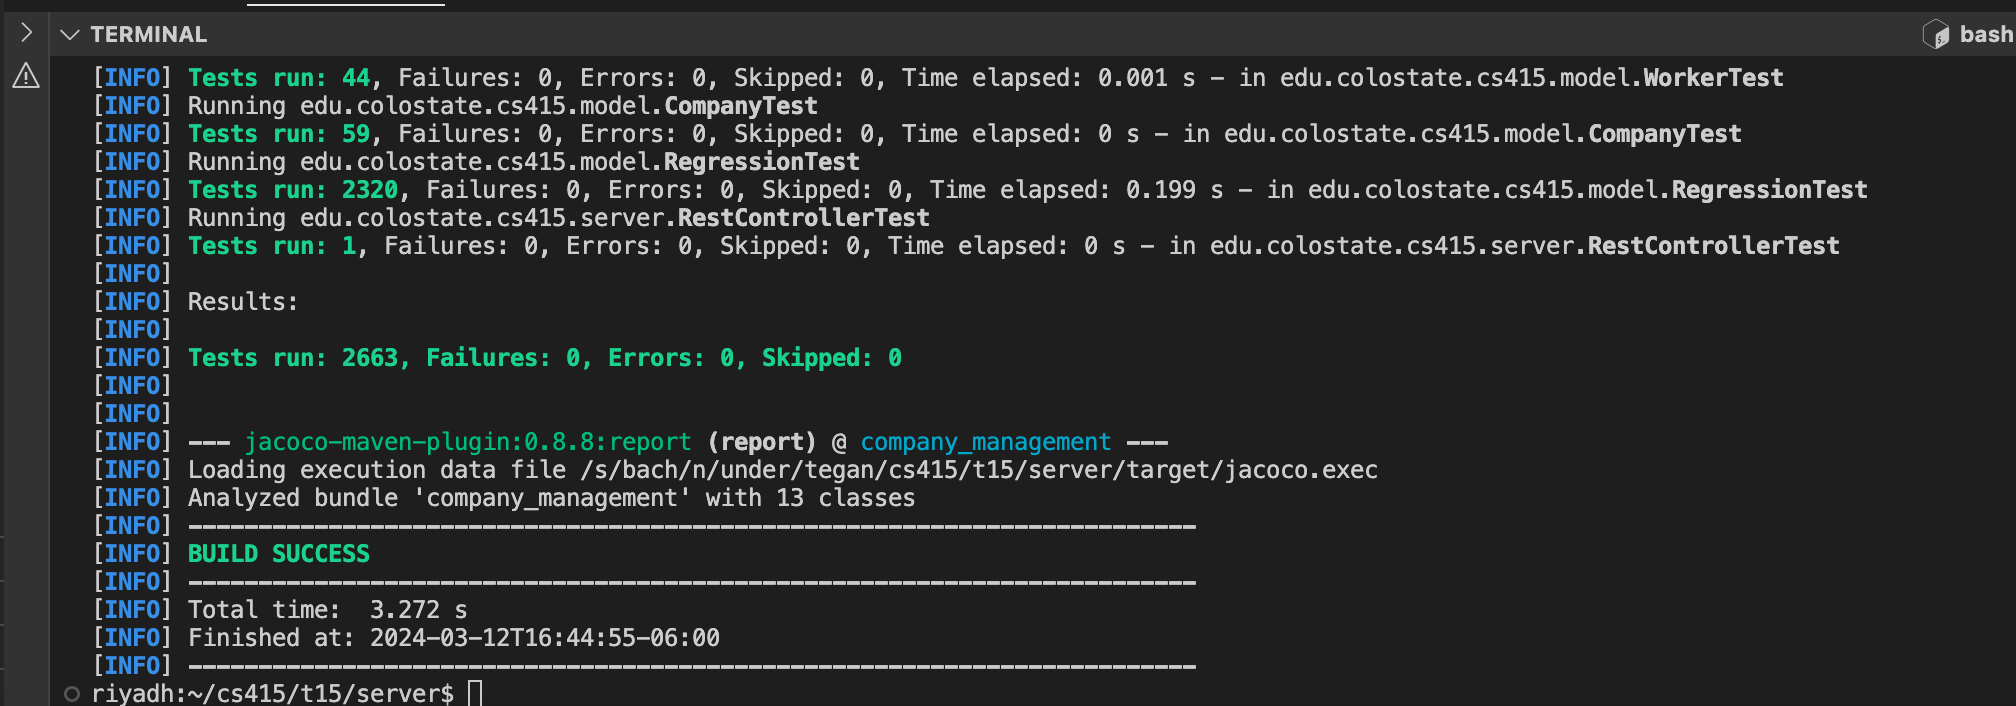 TERMINAL
bash
[INFO] Tests run: 44, Failures: 0, Errors: 0, Skipped: 0, Time elapsed: 0.001 s - in edu.colostate.cs415.model.WorkerTest
[INFO] Running edu.colostate.cs415.model.CompanyTest
[INFO] Tests run: 59, Failures: 0, Errors: 0, Skipped: 0, Time elapsed: 0 s - in edu.colostate.cs415.model.CompanyTest
[INFO] Running edu.colostate.cs415.model.RegressionTest
[INFO] Tests run: 2320, Failures: 0, Errors: 0, Skipped: 0, Time elapsed: 0.199 s - in edu.colostate.cs415.model.RegressionTest
[INFO] Running edu.colostate.cs415.server.RestControllerTest
[INFO] Tests run: 1, Failures: 0, Errors: 0, Skipped: 0, Time elapsed: 0 s - in edu.colostate.cs415.server.RestControllerTest
[INFO]
[INFO] Results:
[INFO]
[INFO] Tests run: 2663, Failures: 0, Errors: 0, Skipped: 0
[INFO]
[INFO]
[INFO] --- jacoco-maven-plugin:0.8.8:report (report) @ company_management ---
[INFO] Loading execution data file /s/bach/n/under/tegan/cs415/t15/server/target/jacoco.exec
[INFO] Analyzed bundle 'company_management' with 13 classes
[INFO] ------------------------------------------------------------------------
[INFO] BUILD SUCCESS
[INFO] ------------------------------------------------------------------------
[INFO] Total time:  3.272 s
[INFO] Finished at: 2024-03-12T16:44:55-06:00
[INFO] ------------------------------------------------------------------------
riyadh:~/cs415/t15/server$